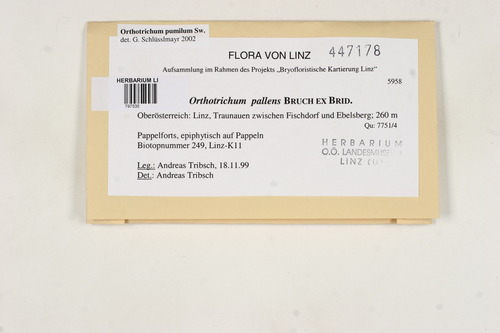 Orthotrichum pumilum Sw.
det. G. Schlüsslmayr 2002
FLORA VON LINZ
447178
Aufsammlung im Rahmen des Projekts „Bryofloristische Kartierung Linz“
HERBARIUM LI
5958
Orthotrichum pallens BRUCH EX BRID.
Oberösterreich: Linz, Traunauen zwischen Fischdorf und Ebelsberg; 260 m
Qu: 7751/4
Pappelforts, epiphytisch auf Pappeln
Biotopnummer 249, Linz-K11
HERBARIUM
O.Ö. LANDESMUSEUM
LINZ
Leg.: Andreas Tribsch, 18.11.99
Det.: Andreas Tribsch